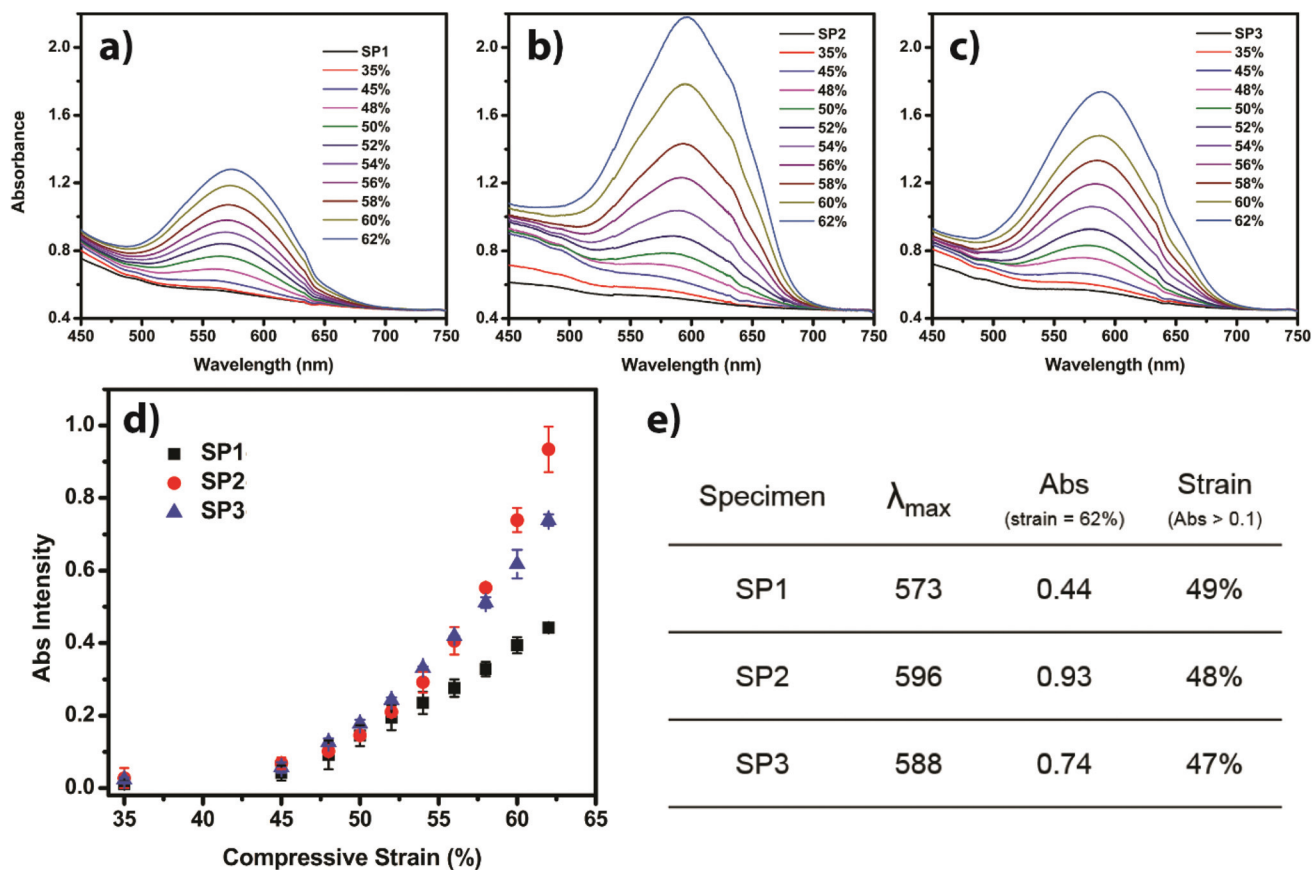 a)
SP1
35%
45%
48%
50%
52%
54%
56%
58%
60%
62%
2.0
1.6
1.2
0.8
0.4
Absorbance
450 500 550 600 650 700 750
Wavelength (nm)
b)
SP2
35%
45%
48%
50%
52%
54%
56%
58%
60%
62%
2.0
1.6
1.2
0.8
0.4
450 500 550 600 650 700 750
Wavelength (nm)
c)
SP3
35%
45%
48%
50%
52%
54%
56%
58%
60%
62%
2.0
1.6
1.2
0.8
0.4
450 500 550 600 650 700 750
Wavelength (nm)
d)
SP1
SP2
SP3
1.0
0.8
0.6
0.4
0.2
0.0
Abs Intensity
35 40 45 50 55 60 65
Compressive Strain (%)
e)
Specimen λmax Abs Strain
(strain = 62%) (Abs > 0.1)
SP1 573 0.44 49%
SP2 596 0.93 48%
SP3 588 0.74 47%